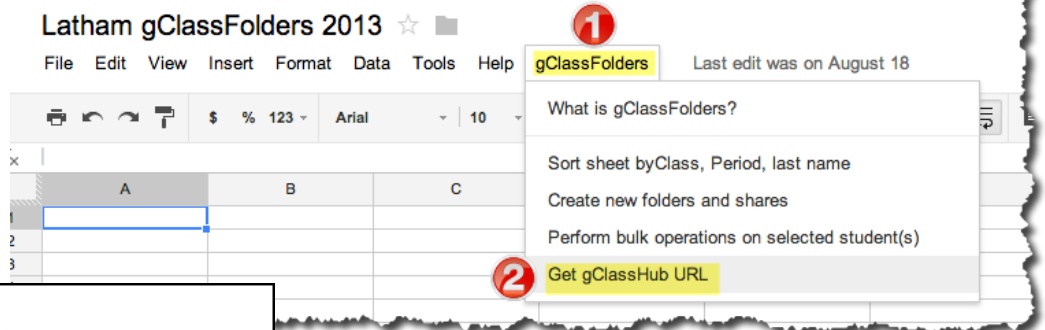 Latham gClassFolders 2013
1
File Edit View Insert Format Data Tools Help gClassFolders Last edit was on August 18
$ % 123 Arial 10
What is gClassFolders?
Sort sheet byClass, Period, last name
A B C
Create new folders and shares
2
Perform bulk operations on selected student(s)
3
2 Get gClassHub URL